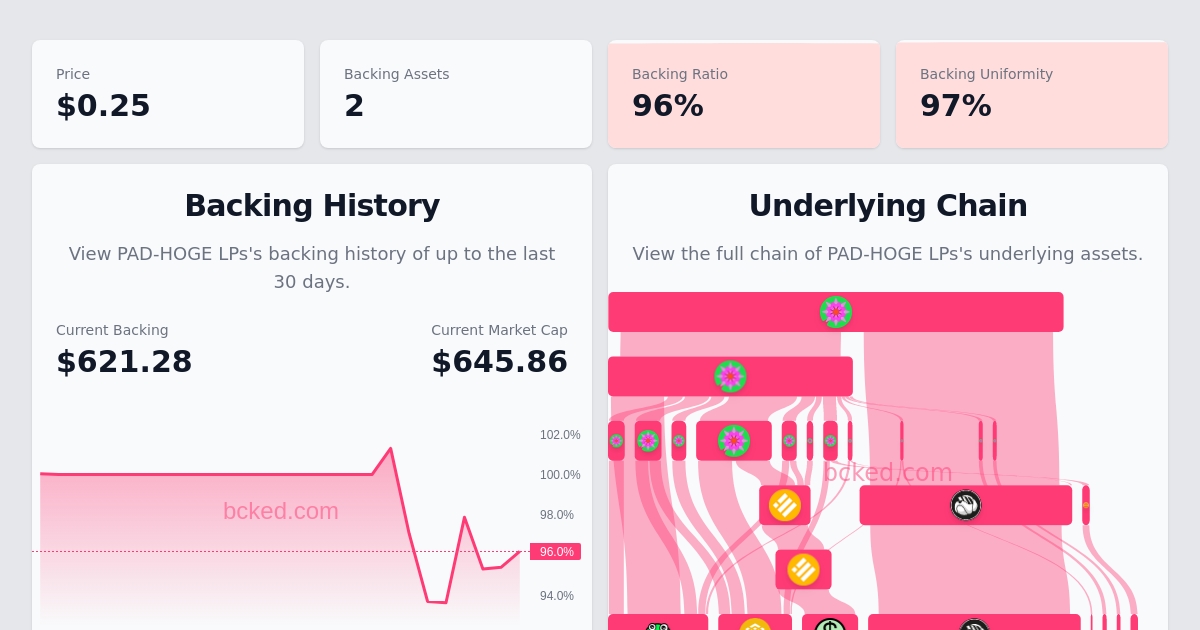 Price
$0.25
Backing Assets
2
Backing Ratio
96%
Backing Uniformity
97%
Backing History
View PAD-HOGE LPs's backing history of up to the last
30 days.
Current Backing
$621.28
Current Market Cap
$645.86
102.0%
100.0%
98.0%
96.0%
94.0%
bcked.com
Underlying Chain
View the full chain of PAD-HOGE LPs's underlying assets.
bcked.com